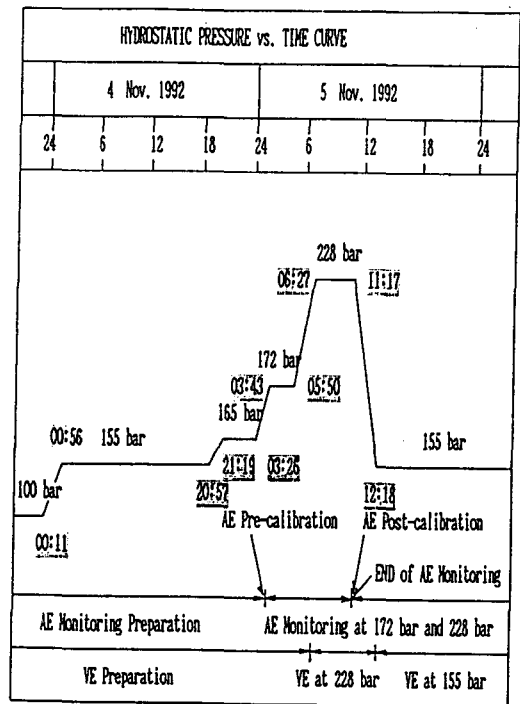 HYDROSTATIC PRESSURE vs. TIME CURVE
4 Nov. 1992 5 Nov. 1992
24 6 12 18 24 6 12 18 24
228 bar
06:27 11:17
172 bar
03:43 05:50
165 bar
00:56 155 bar 155 bar
21:19 03:26
100 bar 20:57 12:18
00:11 AE Pre-calibration AE Post-calibration
END of AE Monitoring
AE Monitoring Preparation AE Monitoring at 172 bar and 228 bar
VE Preparation VE at 228 bar VE at 155 bar